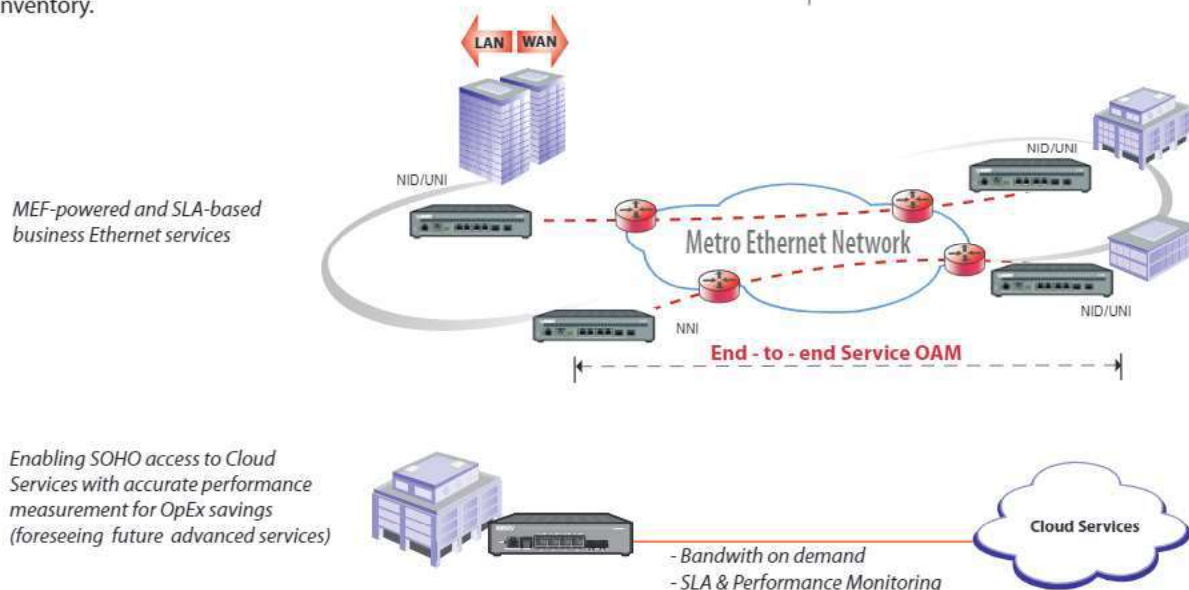 nventory.
LAN WAN
NID/UNI
NID/UNI
MEF-powered and SLA-based
business Ethernet services
Metro Ethernet Network
NID/UNI
NNI
End - to - end Service OAM
Enabling SOHO access to Cloud
Services with accurate performance
measurement for OpEx savings
(foreseeing future advanced services)
Cloud Services
- Bandwith on demand
- SLA & Performance Monitoring